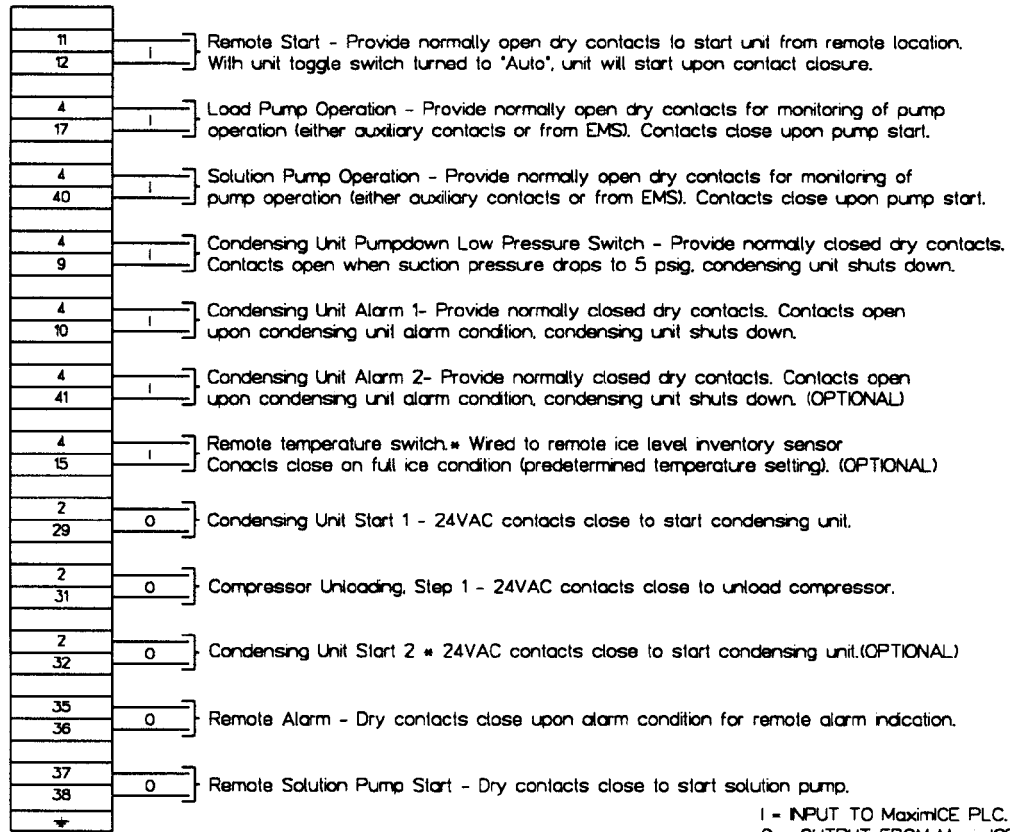 11
12
I
Remote Start - Provide normally open dry contacts to start unit from remote location.
With unit toggle switch turned to "Auto", unit will start upon contact closure.
4
17
I
Load Pump Operation - Provide normally open dry contacts for monitoring of pump
operation (either auxiliary contacts or from EMS). Contacts close upon pump start.
4
40
I
Solution Pump Operation - Provide normally open dry contacts for monitoring of
pump operation (either auxiliary contacts or from EMS). Contacts close upon pump start.
4
9
I
Condensing Unit Pumpdown Low Pressure Switch - Provide normally closed dry contacts.
Contacts open when suction pressure drops to 5 psig, condensing unit shuts down.
4
10
I
Condensing Unit Alarm 1- Provide normally closed dry contacts. Contacts open
upon condensing unit alarm condition, condensing unit shuts down.
4
41
I
Condensing Unit Alarm 2- Provide normally closed dry contacts. Contacts open
upon condensing unit alarm condition, condensing unit shuts down. (OPTIONAL)
4
15
I
Remote temperature switch.* Wired to remote ice level inventory sensor
Conacts close on full ice condition (predetermined temperature setting). (OPTIONAL)
2
29
O
Condensing Unit Start 1 - 24VAC contacts close to start condensing unit.
2
31
O
Compressor Unloading, Step 1 - 24VAC contacts close to unload compressor.
2
32
O
Condensing Unit Start 2 * 24VAC contacts close to start condensing unit.(OPTIONAL)
35
36
O
Remote Alarm - Dry contacts close upon alarm condition for remote alarm indication.
37
38
O
Remote Solution Pump Start - Dry contacts close to start solution pump.
I = INPUT TO MaximICE PLC.